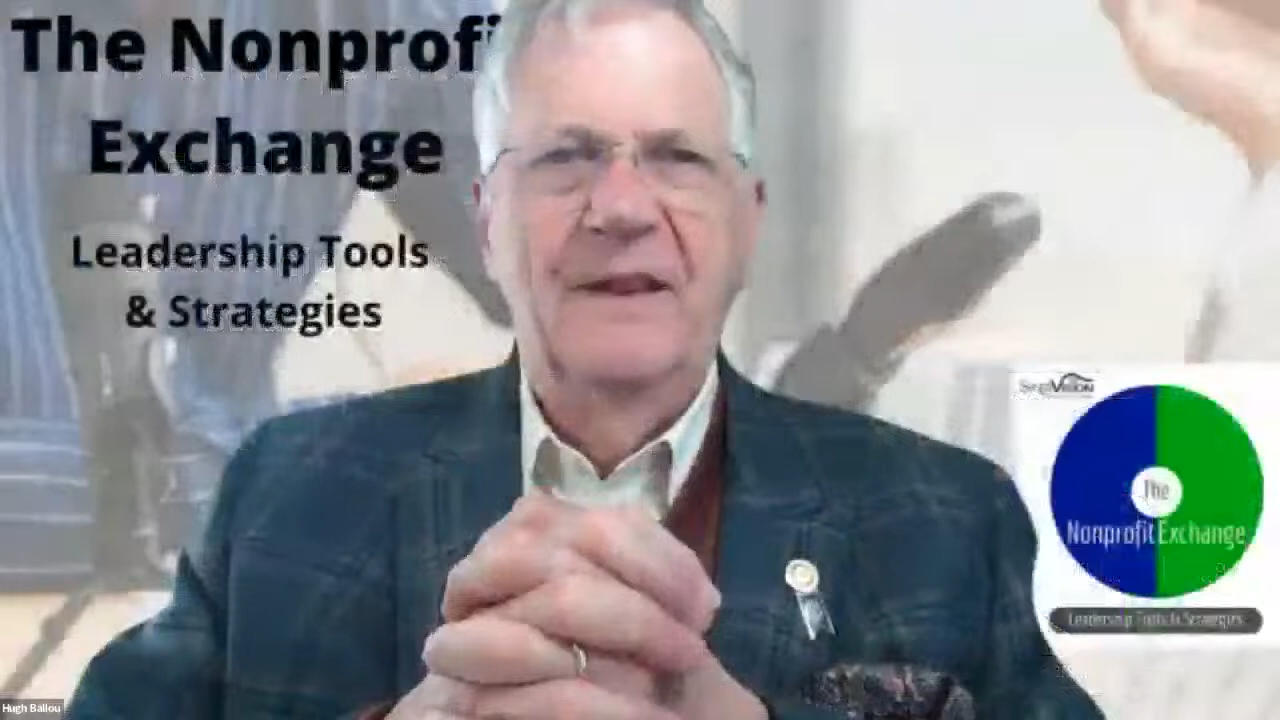 The Nonprofi
Exchange
Leadership Tools
& Strategies
The
Nonprofit Exchange
Leadership Tools & Strategies
Hugh Ballou